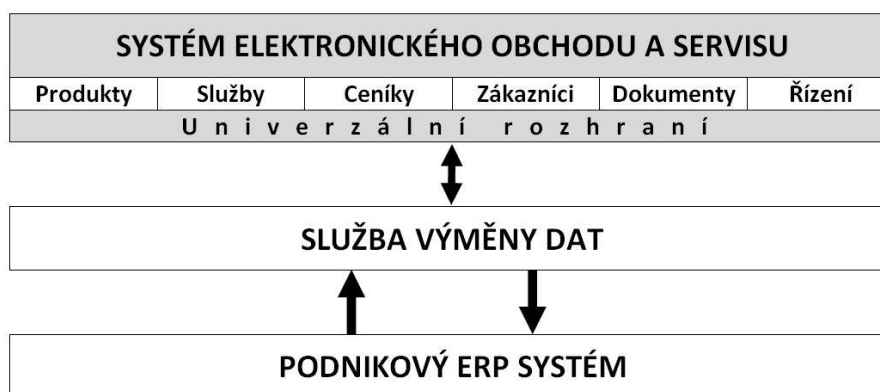 SYSTÉM ELEKTRONICKÉHO OBCHODU A SERVISU
Produkty Služby Ceníky Zákazníci Dokumenty Řízení
Univerzální rozhraní
SLUŽBA VÝMĚNY DAT
PODNIKOVÝ ERP SYSTÉM